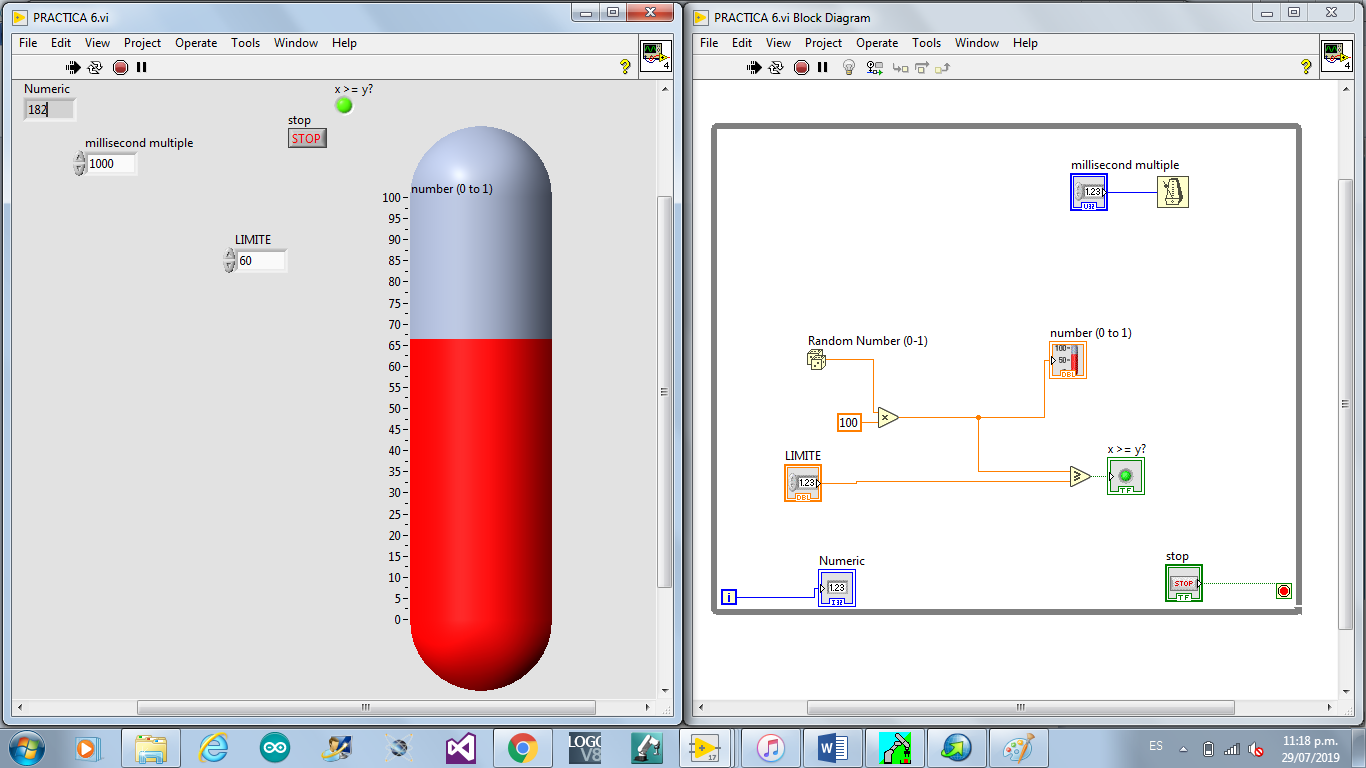 PRACTICA 6.vi
File Edit View Project Operate Tools Window Help
4
Numeric
182
x >= y?
stop
STOP
millisecond multiple
1000
number (0 to 1)
LIMITE
60
100
95
90
85
80
75
70
65
60
55
50
45
40
35
30
25
20
15
10
5
0
PRACTICA 6.vi Block Diagram
File Edit View Project Operate Tools Window Help
4
millisecond multiple
1.23
U32
Random Number (0-1)
number (0 to 1)
100
50
DBL
100
x
LIMITE
1.23
DBL
x >= y?
TF
Numeric
1.23
I32
i
stop
STOP
TF
LOGO!
V8
17
W
ES
11:18 p.m.
29/07/2019